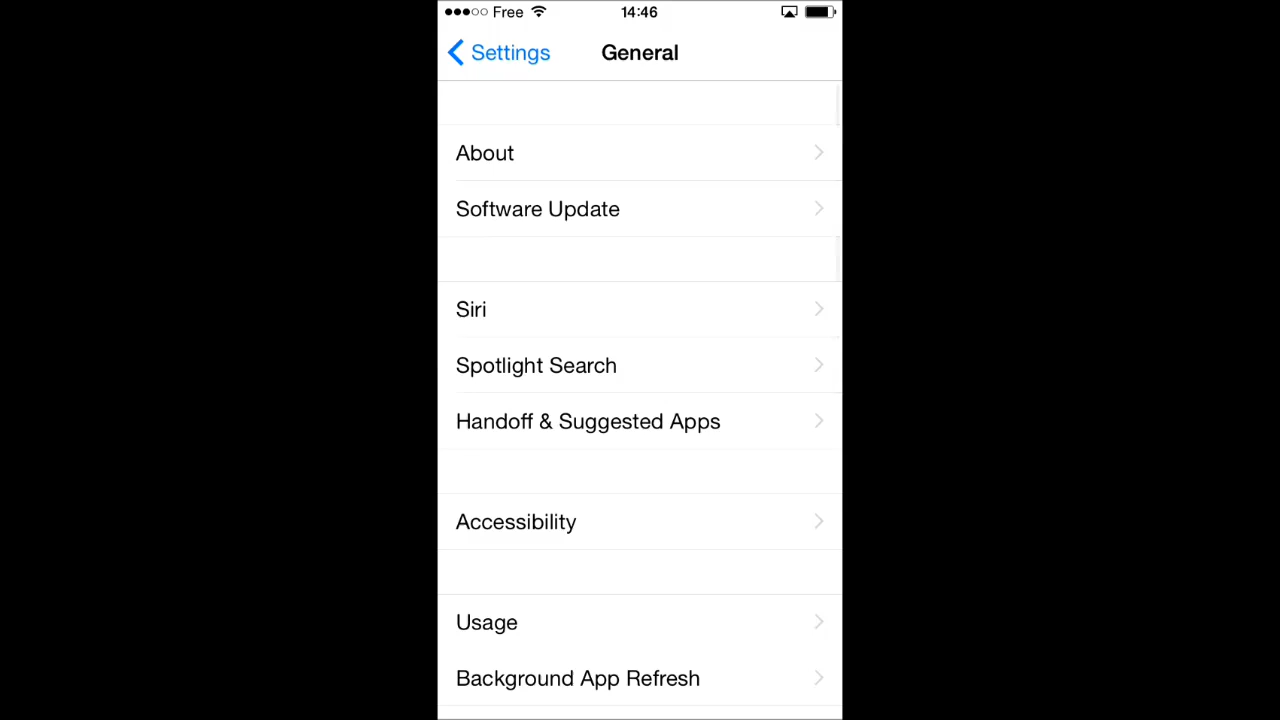 Free 14:46
Settings General
About
Software Update
Siri
Spotlight Search
Handoff & Suggested Apps
Accessibility
Usage
Background App Refresh